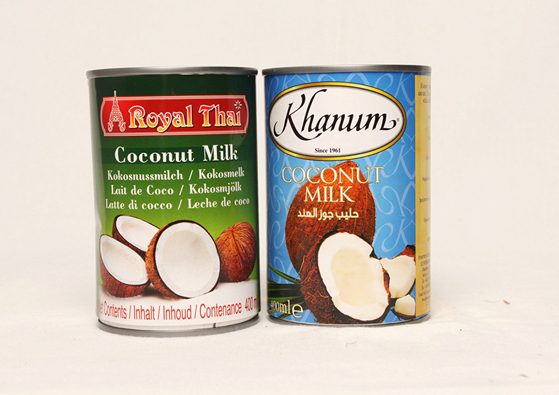 Royal Thai
Coconut Milk
Kokosnussmilch / Kokosmelk
Lait de Coco / Kokosmjölk
Latte di cocco / Leche de coco
Contents / Inhalt / Inhoud / Contenance 400
Khanum
Since 1961
COCONUT
MILK
حليب جوز الهند
400ml e